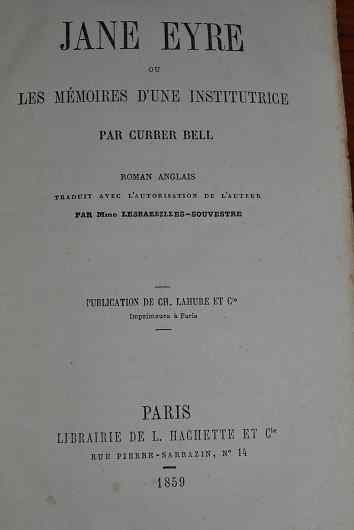 JANE EYRE
OU
LES MÉMOIRES D'UNE INSTITUTRICE
PAR CURRER BELL
ROMAN ANGLAIS
TRADUIT AVEC L'AUTORISATION DE L'AUTEUR
PAR Mme LESBAZEILLES-SOUVESTRE
PUBLICATION DE CH. LAHURE ET Cie
Imprimeurs à Paris
PARIS
LIBRAIRIE DE L. HACHETTE ET Cie
RUE PIERRE-SARRAZIN, No 14
1859